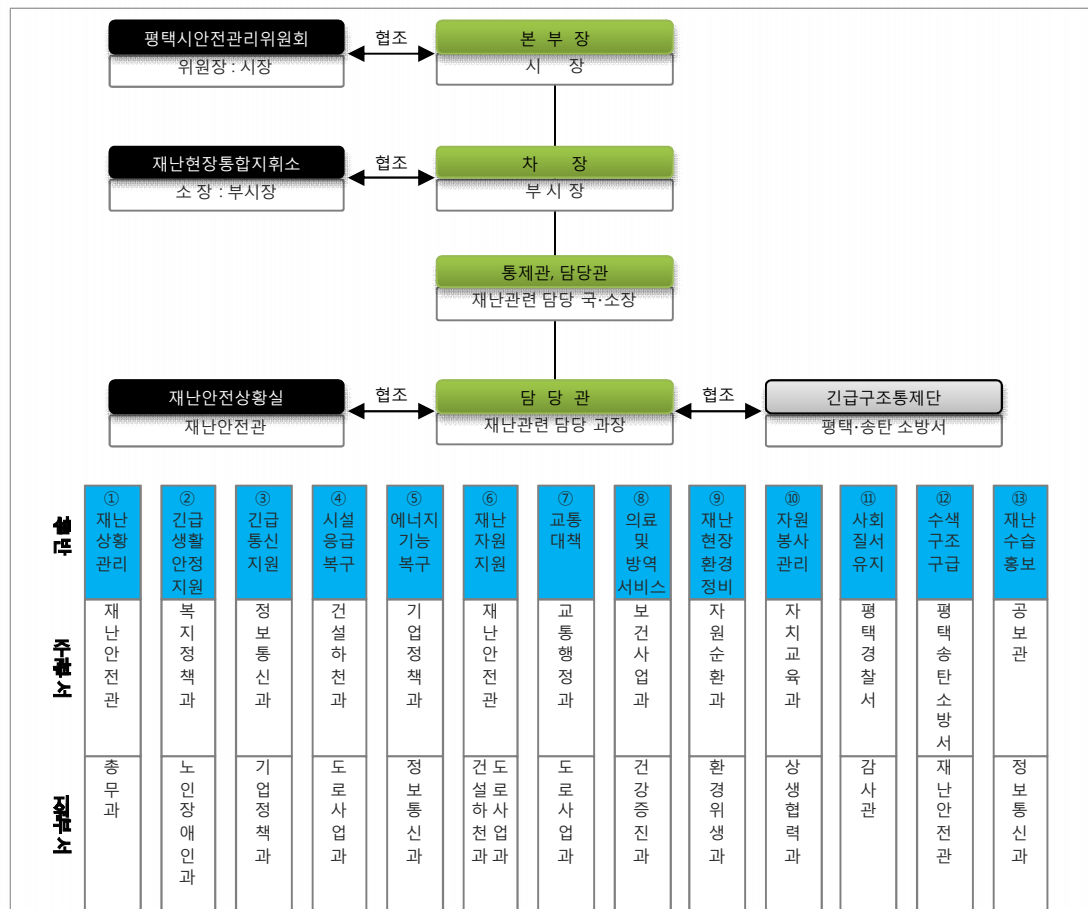 평택시안전관리위원회
협조
본 부 장
위원장 : 시장
시 장
재난현장통합지휘소
협조
차 장
소 장 : 부시장
부 시 장
통제관, 담당관
재난관련 담당 국·소장
재난안전상황실
협조
담 당 관
협조
긴급구조통제단
재난안전관
재난관련 담당 과장
평택·송탄 소방서
①
재난
상황
관리
②
긴급
생활
안정
지원
③
긴급
통신
지원
④
시설
응급
복구
⑤
에너지
기능
복구
⑥
재난
자원
지원
⑦
교통
대책
⑧
의료
및
방역
서비스
⑨
재난
현장
환경
정비
⑩
자원
봉사
관리
⑪
사회
질서
유지
⑫
수색
구조
구급
⑬
재난
수습
홍보
재난안전관
복지정책과
정보통신과
건설하천과
기업정책과
재난안전관
교통행정과
보건사업과
자원순환과
자치교육과
평택경찰서
평택송탄소방서
공보관
총무과
노인장애인과
기업정책과
도로사업과
정보통신과
건설하천과
도로사업과
도로사업과
건강증진과
환경위생과
상생협력과
감사관
재난안전관
정보통신과